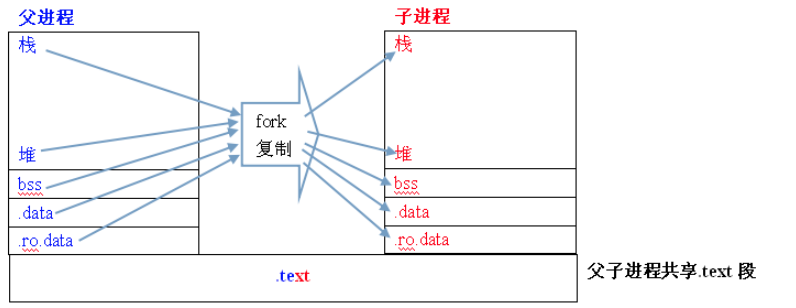 父进程
子进程
栈
栈
fork
复制
堆
堆
bss
bss
.data
.data
.ro.data
.ro.data
.text
父子进程共享.text 段